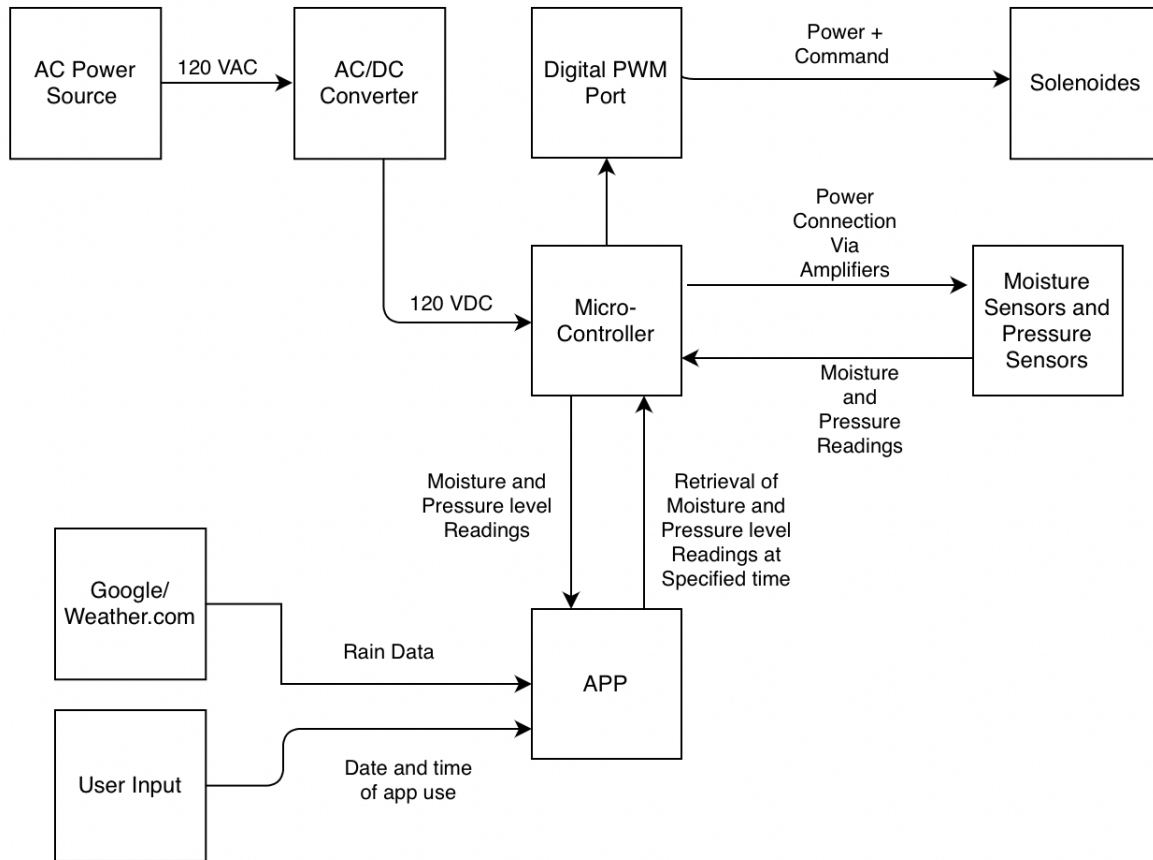 AC Power
Source
120 VAC
AC/DC
Converter
Digital PWM
Port
Power +
Command
Solenoides
Power
Connection
Via
Amplifiers
120 VDC
Micro-
Controller
Moisture
Sensors and
Pressure
Sensors
Moisture
and
Pressure
Readings
Moisture and
Pressure level
Readings
Retrieval of
Moisture and
Pressure level
Readings at
Specified time
Google/
Weather.com
Rain Data
APP
User Input
Date and time
of app use